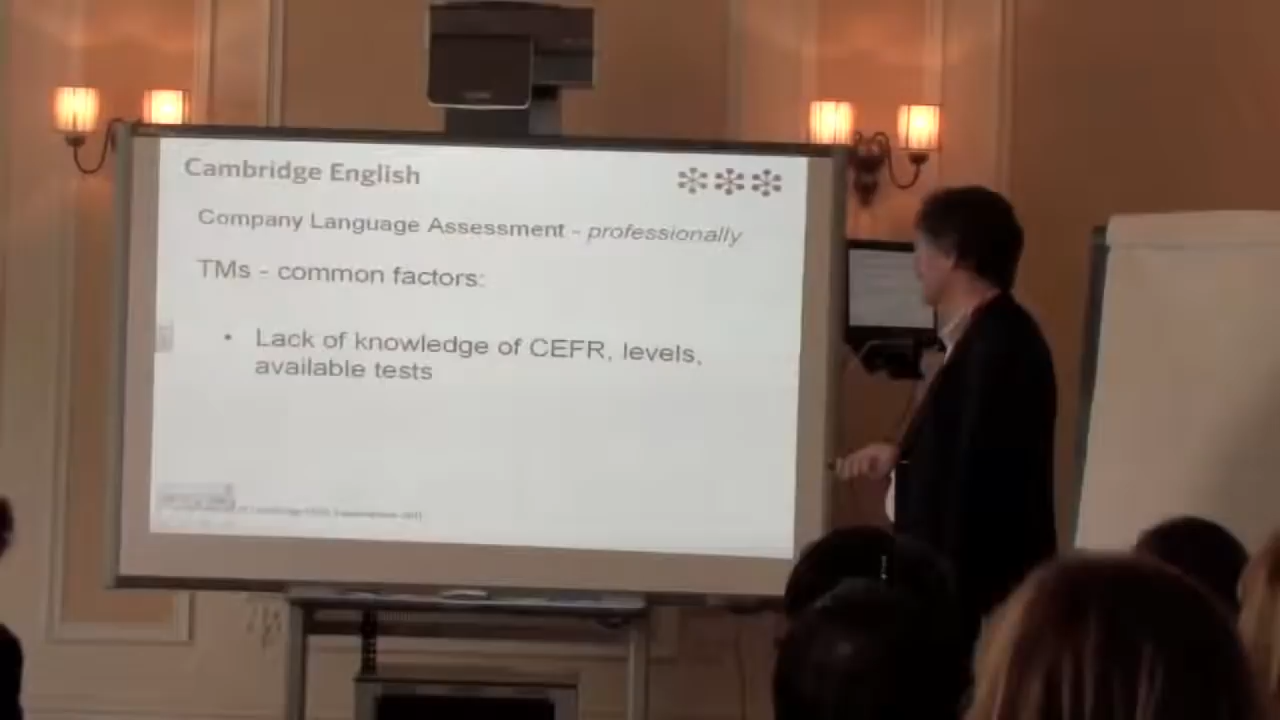 Cambridge English
Company Language Assessment - professionally
TMs - common factors:
• Lack of knowledge of CEFR, levels,
available tests